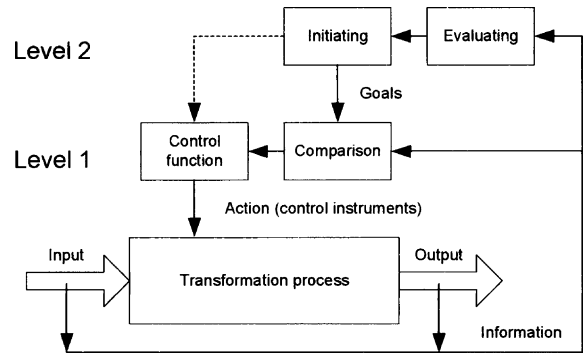 Level 2
Initiating
Evaluating
Goals
Level 1
Control
function
Comparison
Action (control instruments)
Input
Transformation process
Output
Information